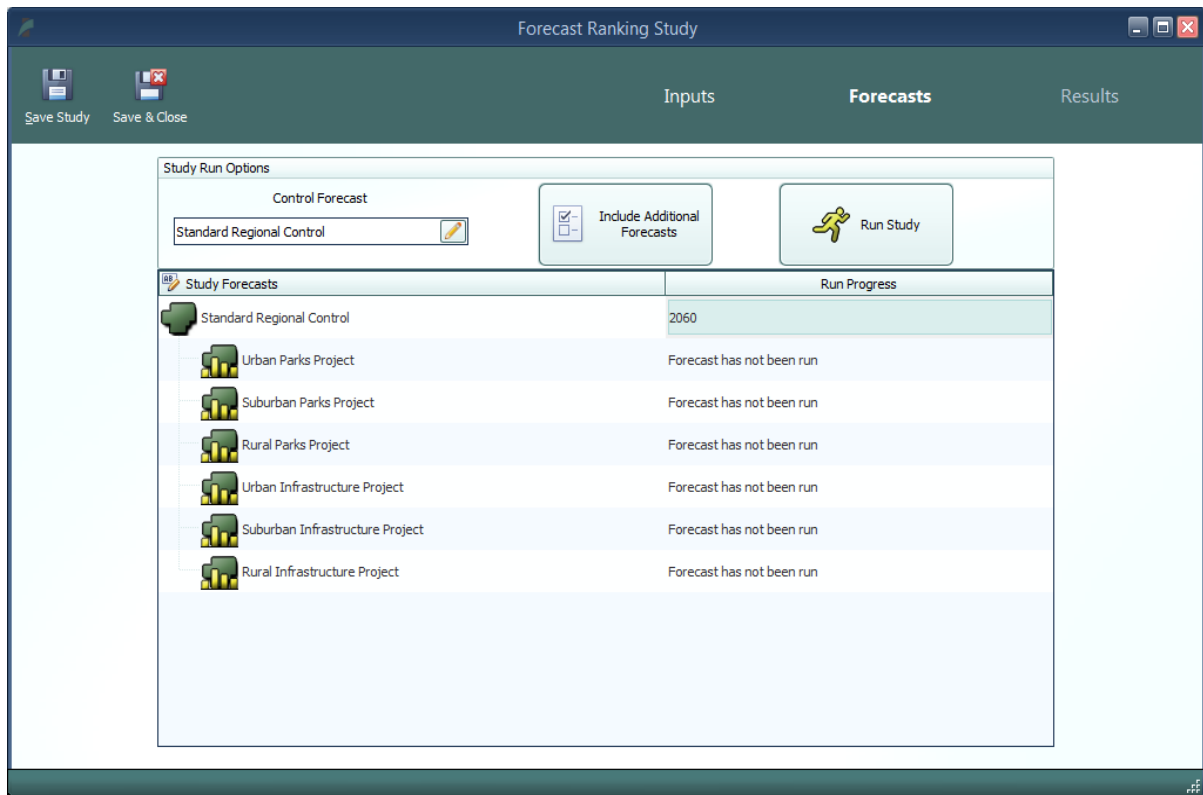 Forecast Ranking Study
Save Study
Save & Close
Inputs
Forecasts
Results
Study Run Options
Control Forecast
Standard Regional Control
Include Additional
Forecasts
Run Study
Study Forecasts
Run Progress
Standard Regional Control
2060
Urban Parks Project
Forecast has not been run
Suburban Parks Project
Forecast has not been run
Rural Parks Project
Forecast has not been run
Urban Infrastructure Project
Forecast has not been run
Suburban Infrastructure Project
Forecast has not been run
Rural Infrastructure Project
Forecast has not been run